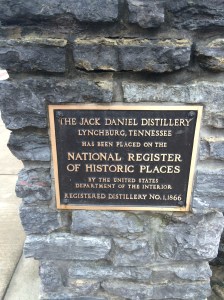 THE JACK DANIEL DISTILLERY
LYNCHBURG, TENNESSEE
HAS BEEN PLACED ON THE
NATIONAL REGISTER
OF HISTORIC PLACES
BY THE UNITED STATES
DEPARTMENT OF THE INTERIOR
REGISTERED DISTILLERY NO. 1, 1866